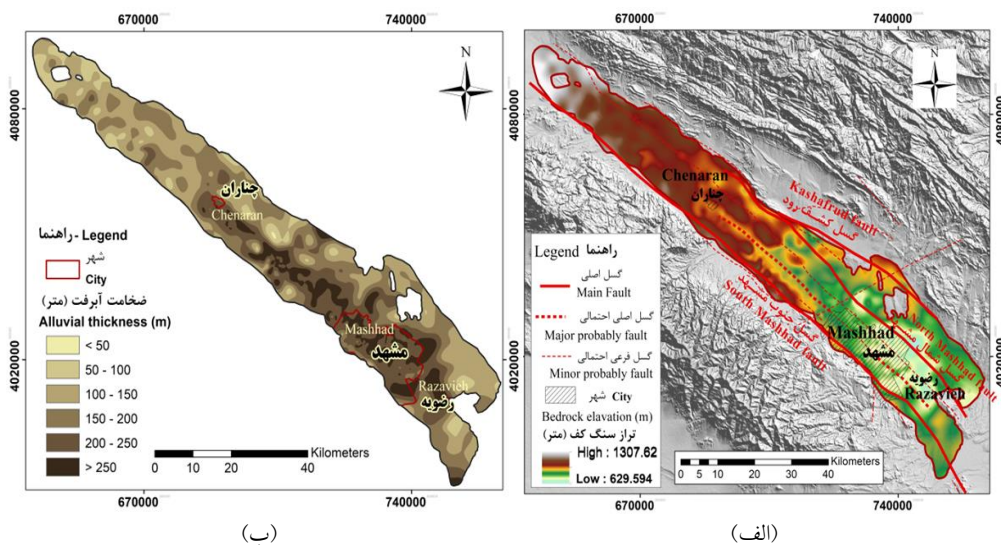 670000
740000
N
4080000
4020000
چناران
Chenaran
Mashhad
مشهد
Razavieh
رضویه
Legend - راهنما
شهر
City
ضخامت آبرفت (متر)
Alluvial thickness (m)
< 50
50 - 100
100 - 150
150 - 200
200 - 250
> 250
Kilometers
0 10 20 40
670000
740000
(ب)
670000
740000
N
4080000
4020000
Chenaran
چناران
Kashafrud fault
گسل کشف‌رود
South Mashhad fault
گسل جنوب مشهد
North Mashhad fault
گسل شمال مشهد
Mashhad
مشهد
رضویه
Razavieh
Legend راهنما
گسل اصلی
Main Fault
گسل اصلی احتمالی
Major probably fault
گسل فرعی احتمالی
Minor probably fault
شهر City
Bedrock elavation (m)
تراز سنگ کف (متر)
High : 1307.62
Low : 629.594
Kilometers
0 5 10 20 30 40
670000
740000
(الف)